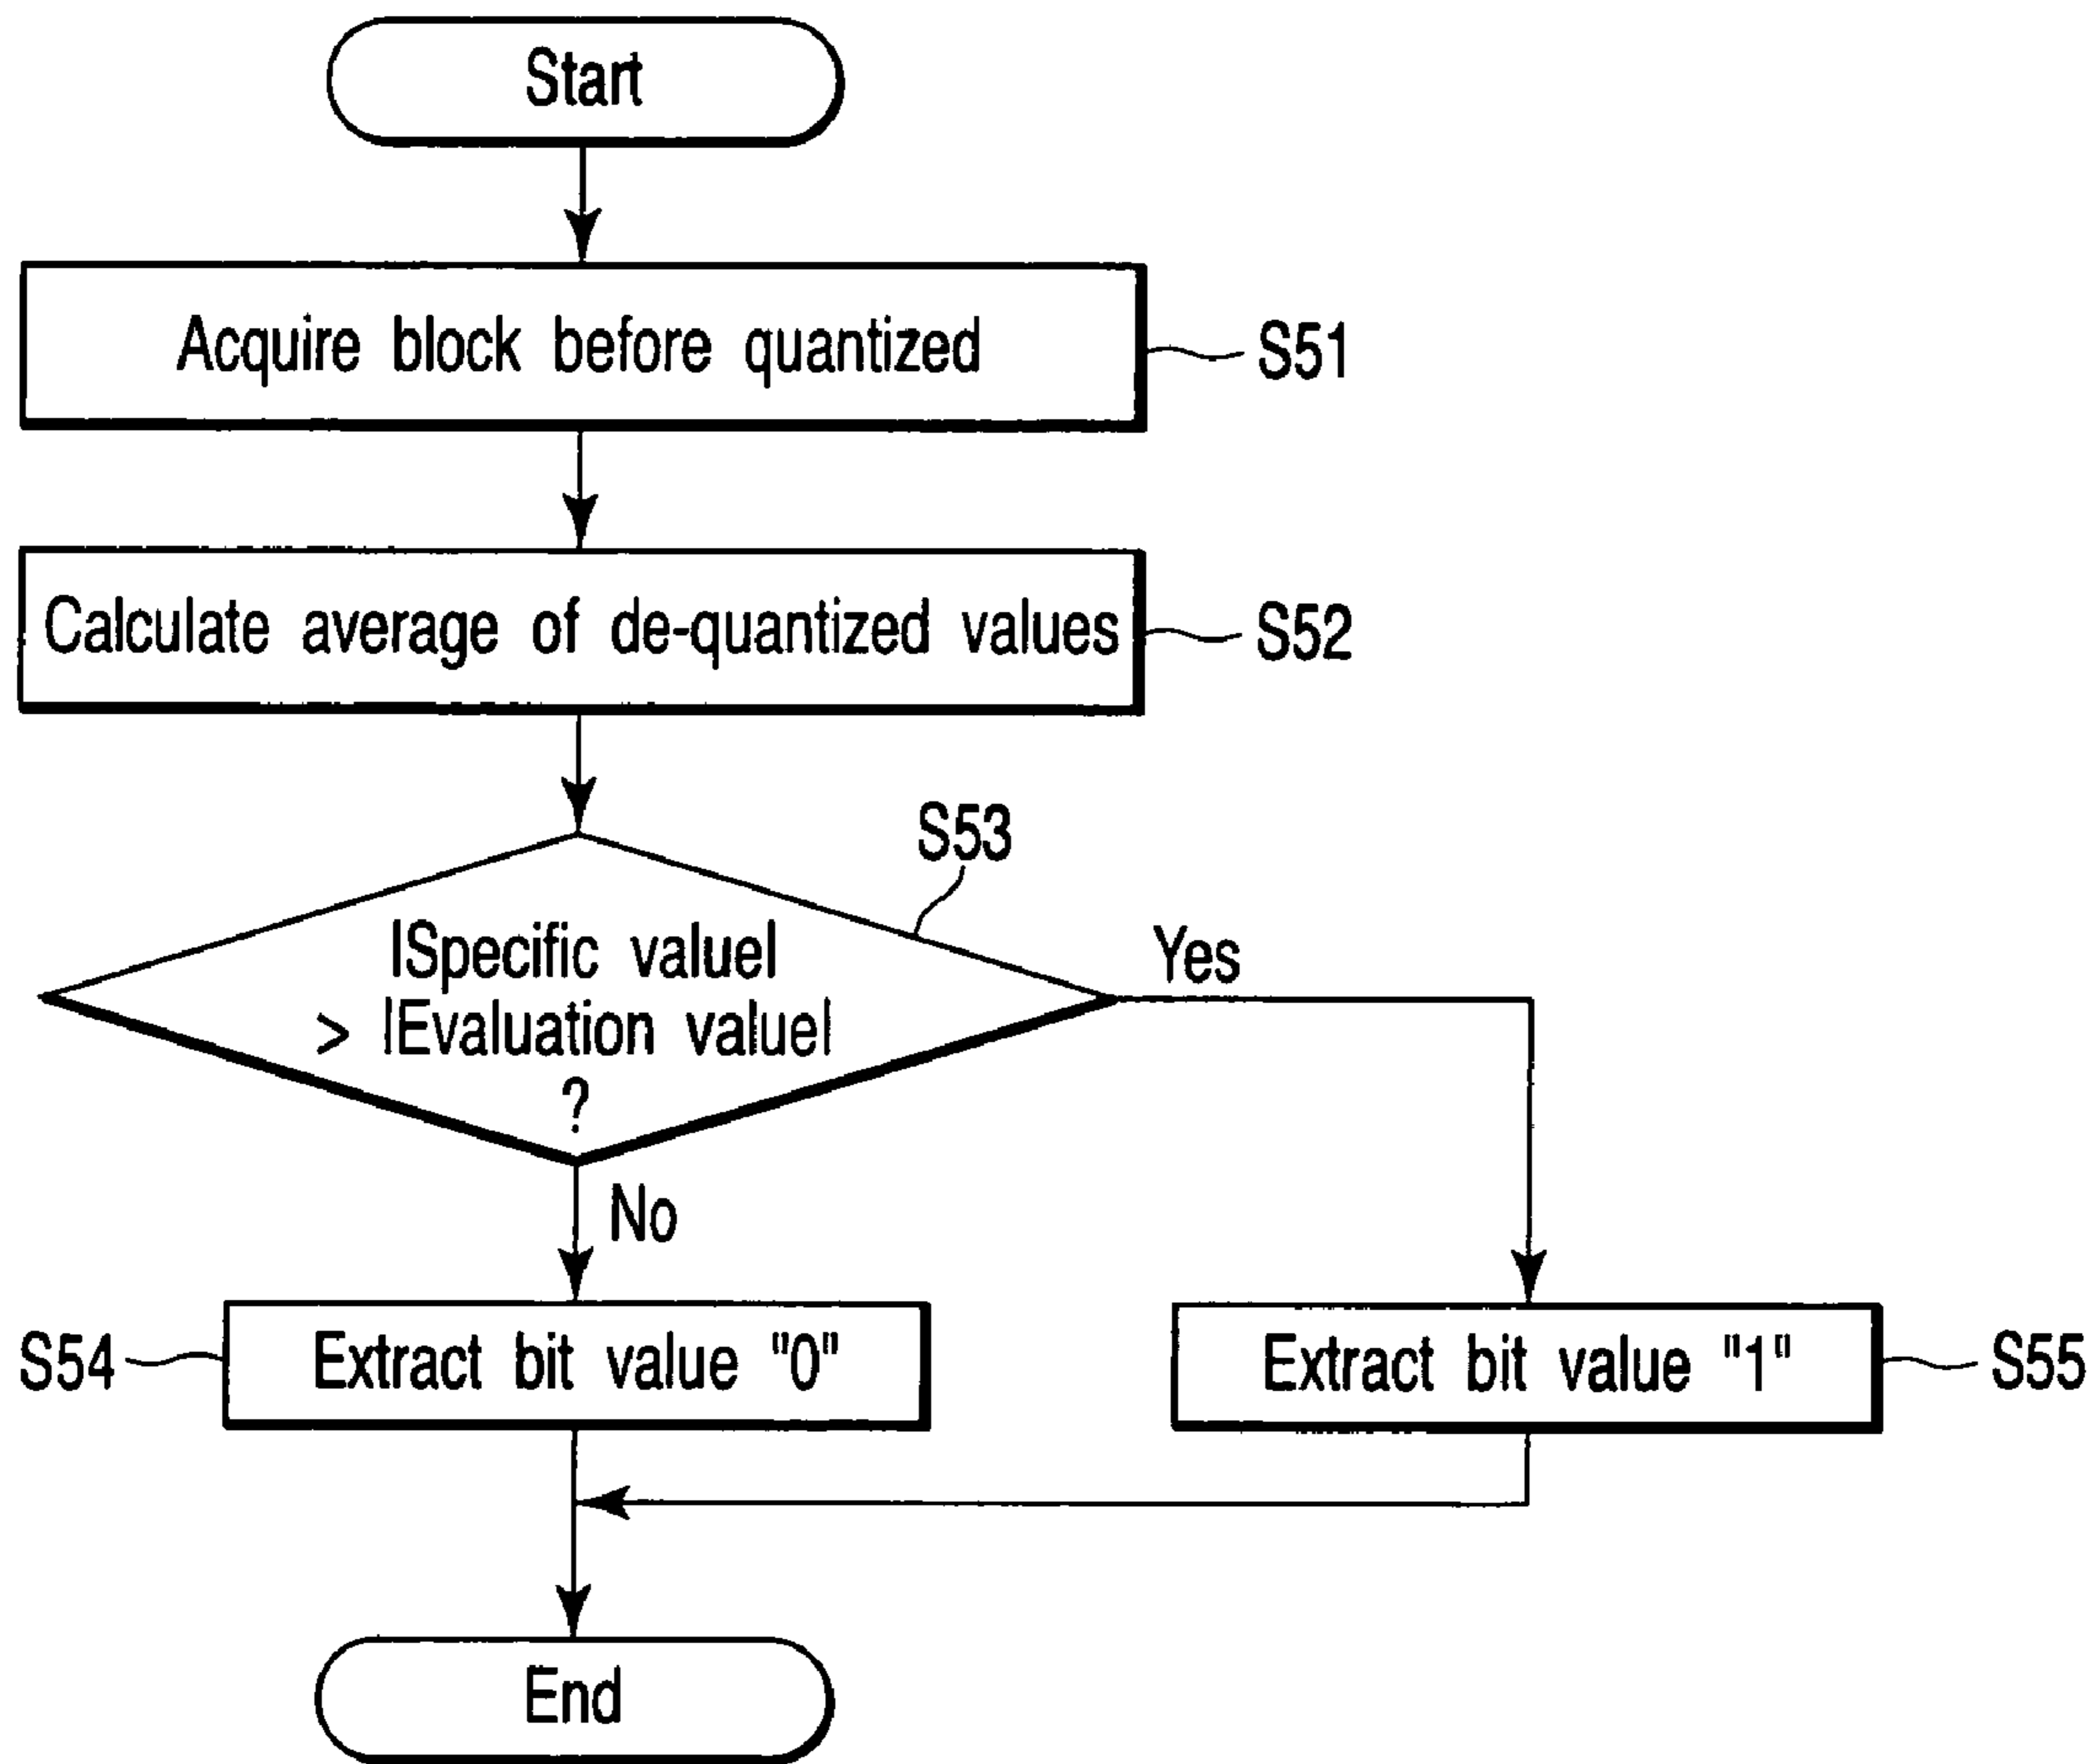 Start
Acquire block before quantized
S51
Calculate average of de-quantized values
S52
S53
|Specific value|
> |Evaluation value|
?
Yes
No
S54
Extract bit value "0"
Extract bit value "1"
S55
End